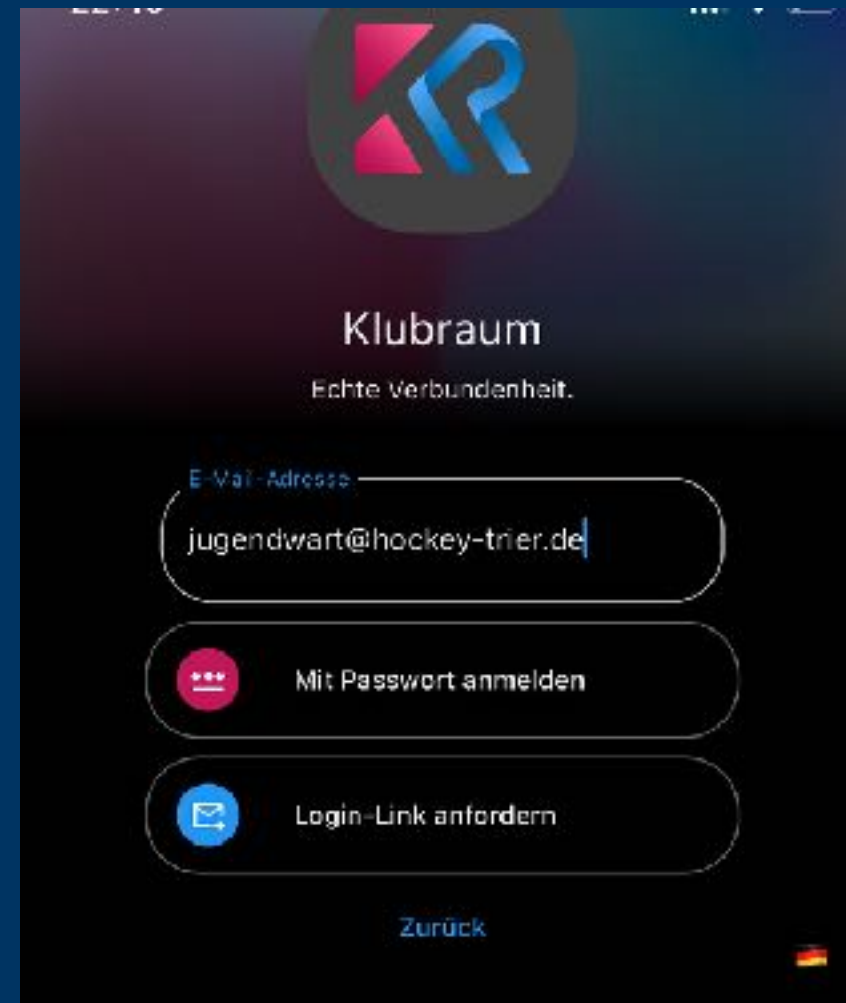 Klubraum
Echte Verbundenheit.
E-Mail-Adresse
jugendwart@hockey-trier.de
Mit Passwort anmelden
Login-Link anfordern
Zurück